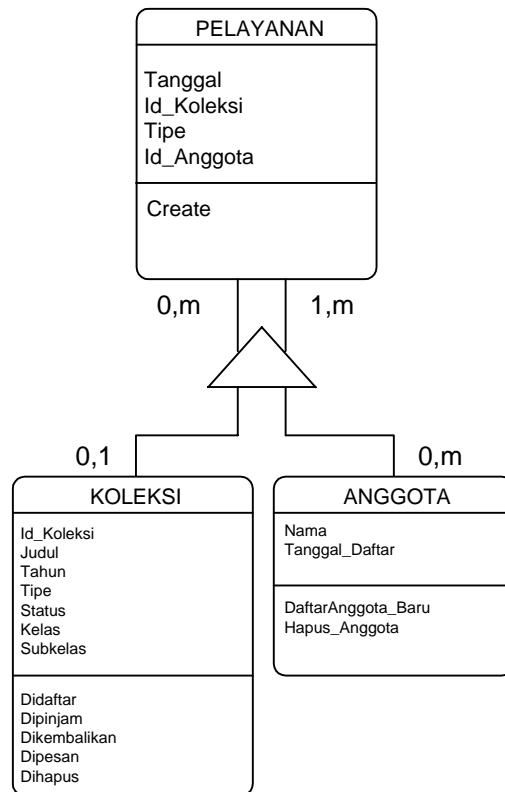 PELAYANAN
Tanggal
Id_Koleksi
Tipe
Id_Anggota
Create
0,m
1,m
0,1
0,m
KOLEKSI
Id_Koleksi
Judul
Tahun
Tipe
Status
Kelas
Subkelas
Didaftar
Dipinjam
Dikembalikan
Dipesan
Dihapus
ANGGOTA
Nama
Tanggal_Daftar
DaftarAnggota_Baru
Hapus_Anggota